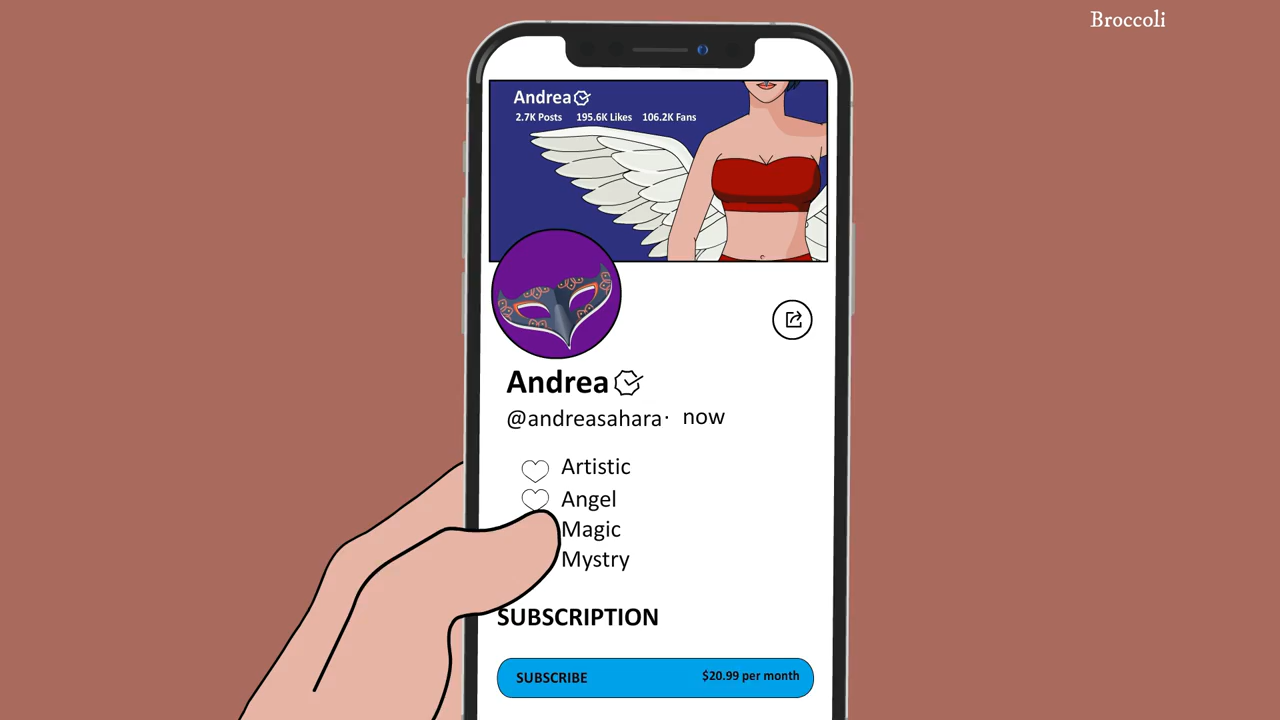 Broccoli
Andrea
2.7K Posts 195.6K Likes 106.2K Fans
Andrea
@andreasahara· now
Artistic
Angel
Magic
Mystry
SUBSCRIPTION
SUBSCRIBE $20.99 per month